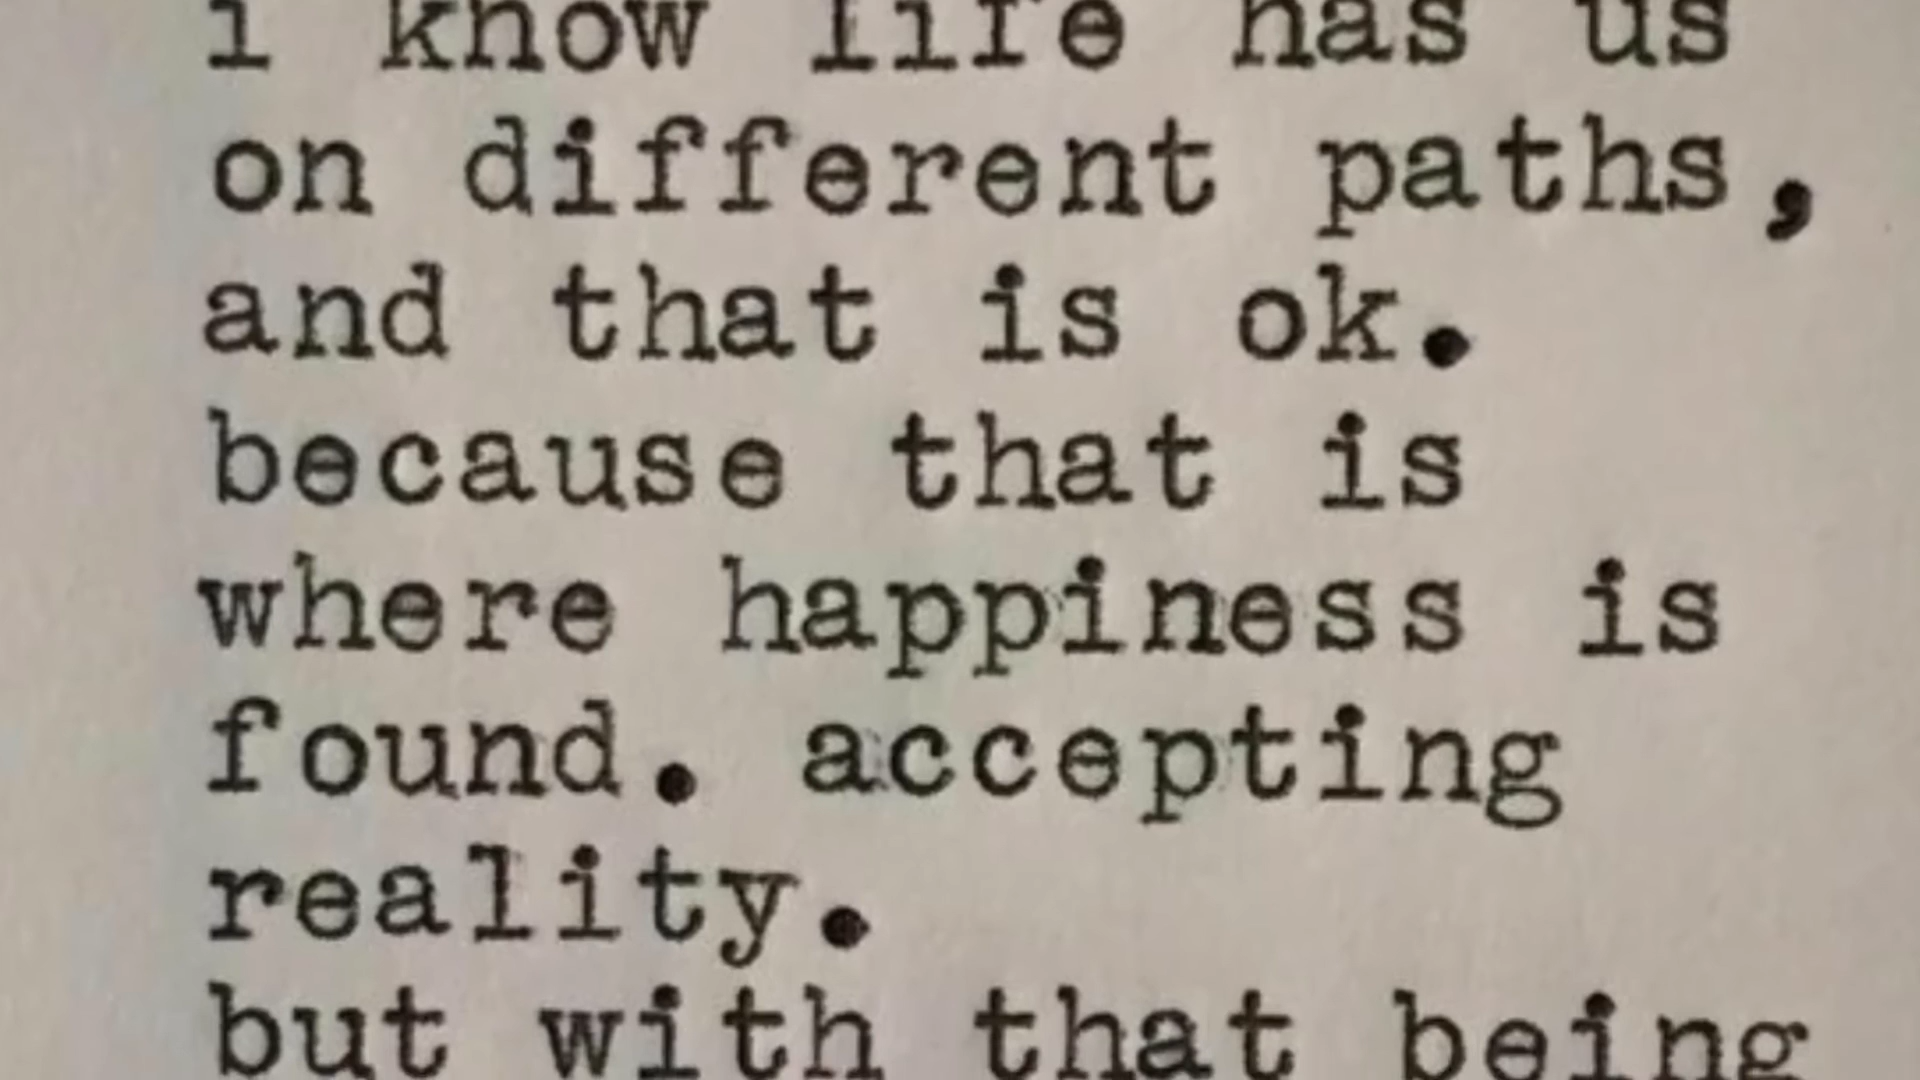 i know life has us
on different paths,
and that is ok.
because that is
where happiness is
found. accepting
reality.
but with that being